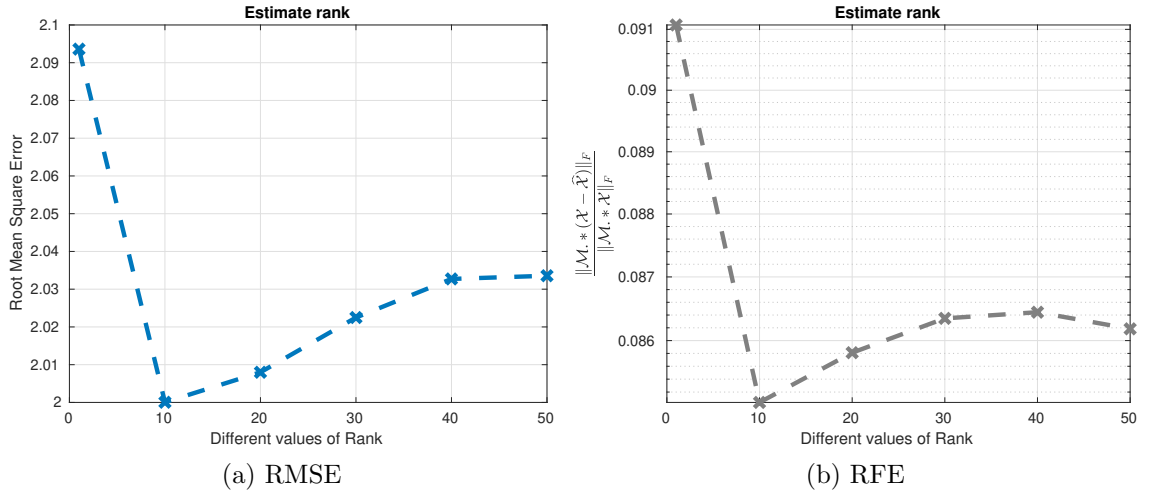 Estimate rank
2.1
2.09
2.08
2.07
2.06
2.05
2.04
2.03
2.02
2.01
2
Root Mean Square Error
0 10 20 30 40 50
Different values of Rank
(a) RMSE
Estimate rank
0.091
0.09
0.089
0.088
0.087
0.086
‖ℳ.∗(𝒳 − 𝒳̂)‖_F
‖ℳ.∗𝒳‖_F
0 10 20 30 40 50
Different values of Rank
(b) RFE